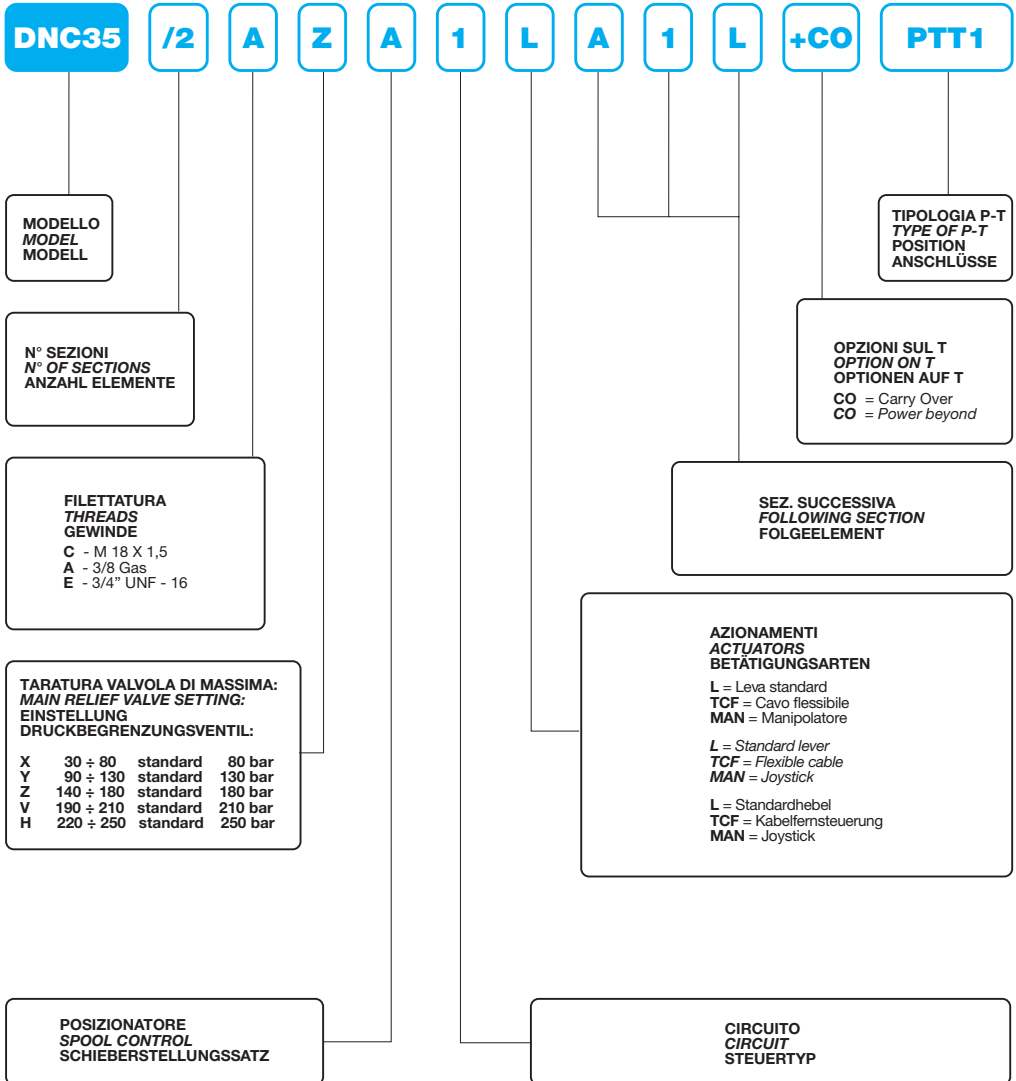 DNC35 /2 A Z A 1 L A 1 L +CO PTT1
MODELLO
MODEL
MODELL
TIPOLOGIA P-T
TYPE OF P-T
POSITION
ANSCHLÜSSE
N° SEZIONI
N° OF SECTIONS
ANZAHL ELEMENTE
OPZIONI SUL T
OPTION ON T
OPTIONEN AUF T
CO = Carry Over
CO = Power beyond
FILETTATURA
THREADS
GEWINDE
C - M 18 X 1,5
A - 3/8 Gas
E - 3/4” UNF - 16
SEZ. SUCCESSIVA
FOLLOWING SECTION
FOLGEELEMENT
AZIONAMENTI
ACTUATORS
BETÄTIGUNGSARTEN
L = Leva standard
TCF = Cavo flessibile
MAN = Manipolatore
L = Standard lever
TCF = Flexible cable
MAN = Joystick
L = Standardhebel
TCF = Kabelfernsteuerung
MAN = Joystick
TARATURA VALVOLA DI MASSIMA:
MAIN RELIEF VALVE SETTING:
EINSTELLUNG
DRUCKBEGRENZUNGSVENTIL:
X 30 ÷ 80 standard 80 bar
Y 90 ÷ 130 standard 130 bar
Z 140 ÷ 180 standard 180 bar
V 190 ÷ 210 standard 210 bar
H 220 ÷ 250 standard 250 bar
POSIZIONATORE
SPOOL CONTROL
SCHIEBERSTELLUNGSSATZ
CIRCUITO
CIRCUIT
STEUERTYP